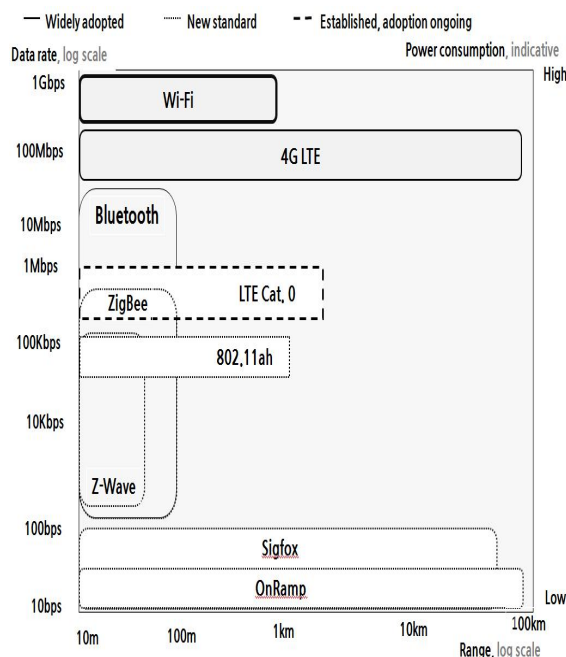 Widely adopted New standard Established, adoption ongoing
Data rate, log scale Power consumption, indicative
1Gbps High
Wi-Fi
100Mbps 4G LTE
Bluetooth
10Mbps
1Mbps
LTE Cat, 0
ZigBee
100Kbps
802,11ah
10Kbps
Z-Wave
100bps
Sigfox
OnRamp
10bps Low
10m 100m 1km 10km 100km
Range, log scale